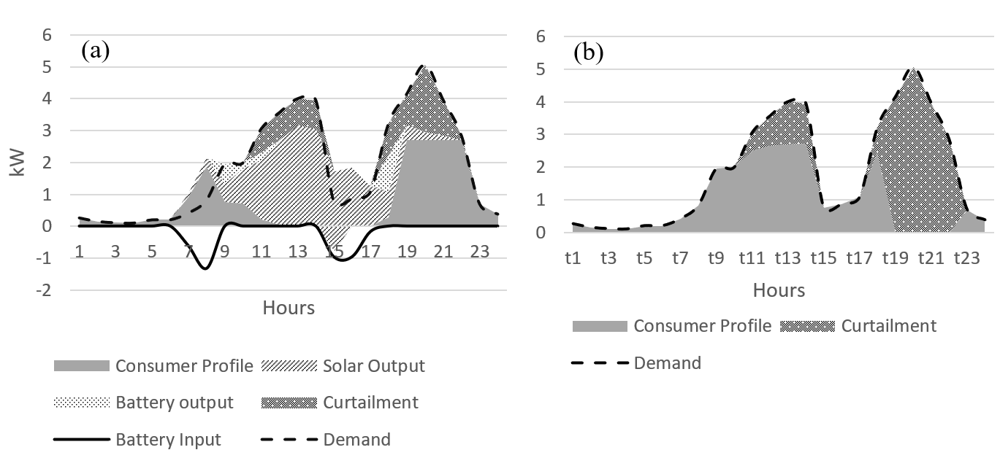 (a)
6
5
4
3
2
1
0
-1
-2
kW
1 3 5 7 9 11 13 15 17 19 21 23
Hours
Consumer Profile Solar Output
Battery output Curtailment
Battery Input Demand
(b)
6
5
4
3
2
1
0
t1 t3 t5 t7 t9 t11 t13 t15 t17 t19 t21 t23
Hours
Consumer Profile Curtailment
Demand